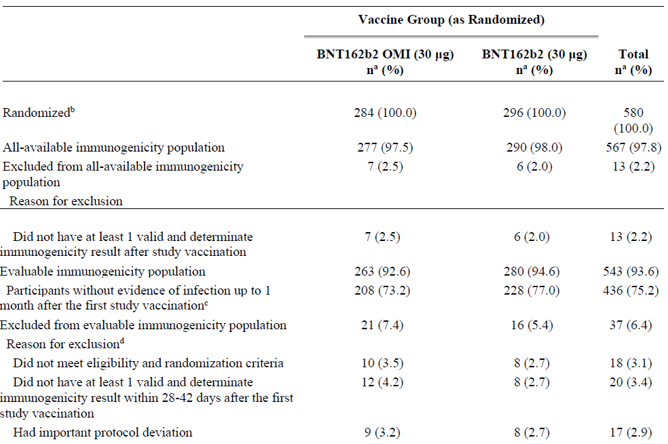 Vaccine Group (as Randomized)
BNT162b2 OMI (30 µg) BNT162b2 (30 µg) Total
nᵃ (%) nᵃ (%) nᵃ (%)
Randomizedᵇ 284 (100.0) 296 (100.0) 580
(100.0)
All-available immunogenicity population 277 (97.5) 290 (98.0) 567 (97.8)
Excluded from all-available immunogenicity 7 (2.5) 6 (2.0) 13 (2.2)
population
Reason for exclusion
Did not have at least 1 valid and determinate 7 (2.5) 6 (2.0) 13 (2.2)
immunogenicity result after study vaccination
Evaluable immunogenicity population 263 (92.6) 280 (94.6) 543 (93.6)
Participants without evidence of infection up to 1 208 (73.2) 228 (77.0) 436 (75.2)
month after the first study vaccinationᶜ
Excluded from evaluable immunogenicity population 21 (7.4) 16 (5.4) 37 (6.4)
Reason for exclusionᵈ
Did not meet eligibility and randomization criteria 10 (3.5) 8 (2.7) 18 (3.1)
Did not have at least 1 valid and determinate 12 (4.2) 8 (2.7) 20 (3.4)
immunogenicity result within 28-42 days after the first
study vaccination
Had important protocol deviation 9 (3.2) 8 (2.7) 17 (2.9)